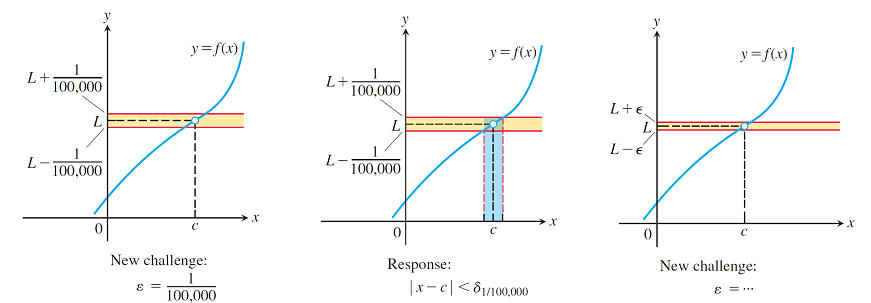 y
y = f(x)
L + 1/100,000
L
L − 1/100,000
0
c
x
New challenge:
ε = 1/100,000
y
y = f(x)
L + 1/100,000
L
L − 1/100,000
0
c
x
Response:
|x − c| < δ1/100,000
y
y = f(x)
L + ϵ
L
L − ϵ
0
c
x
New challenge:
ε = ···